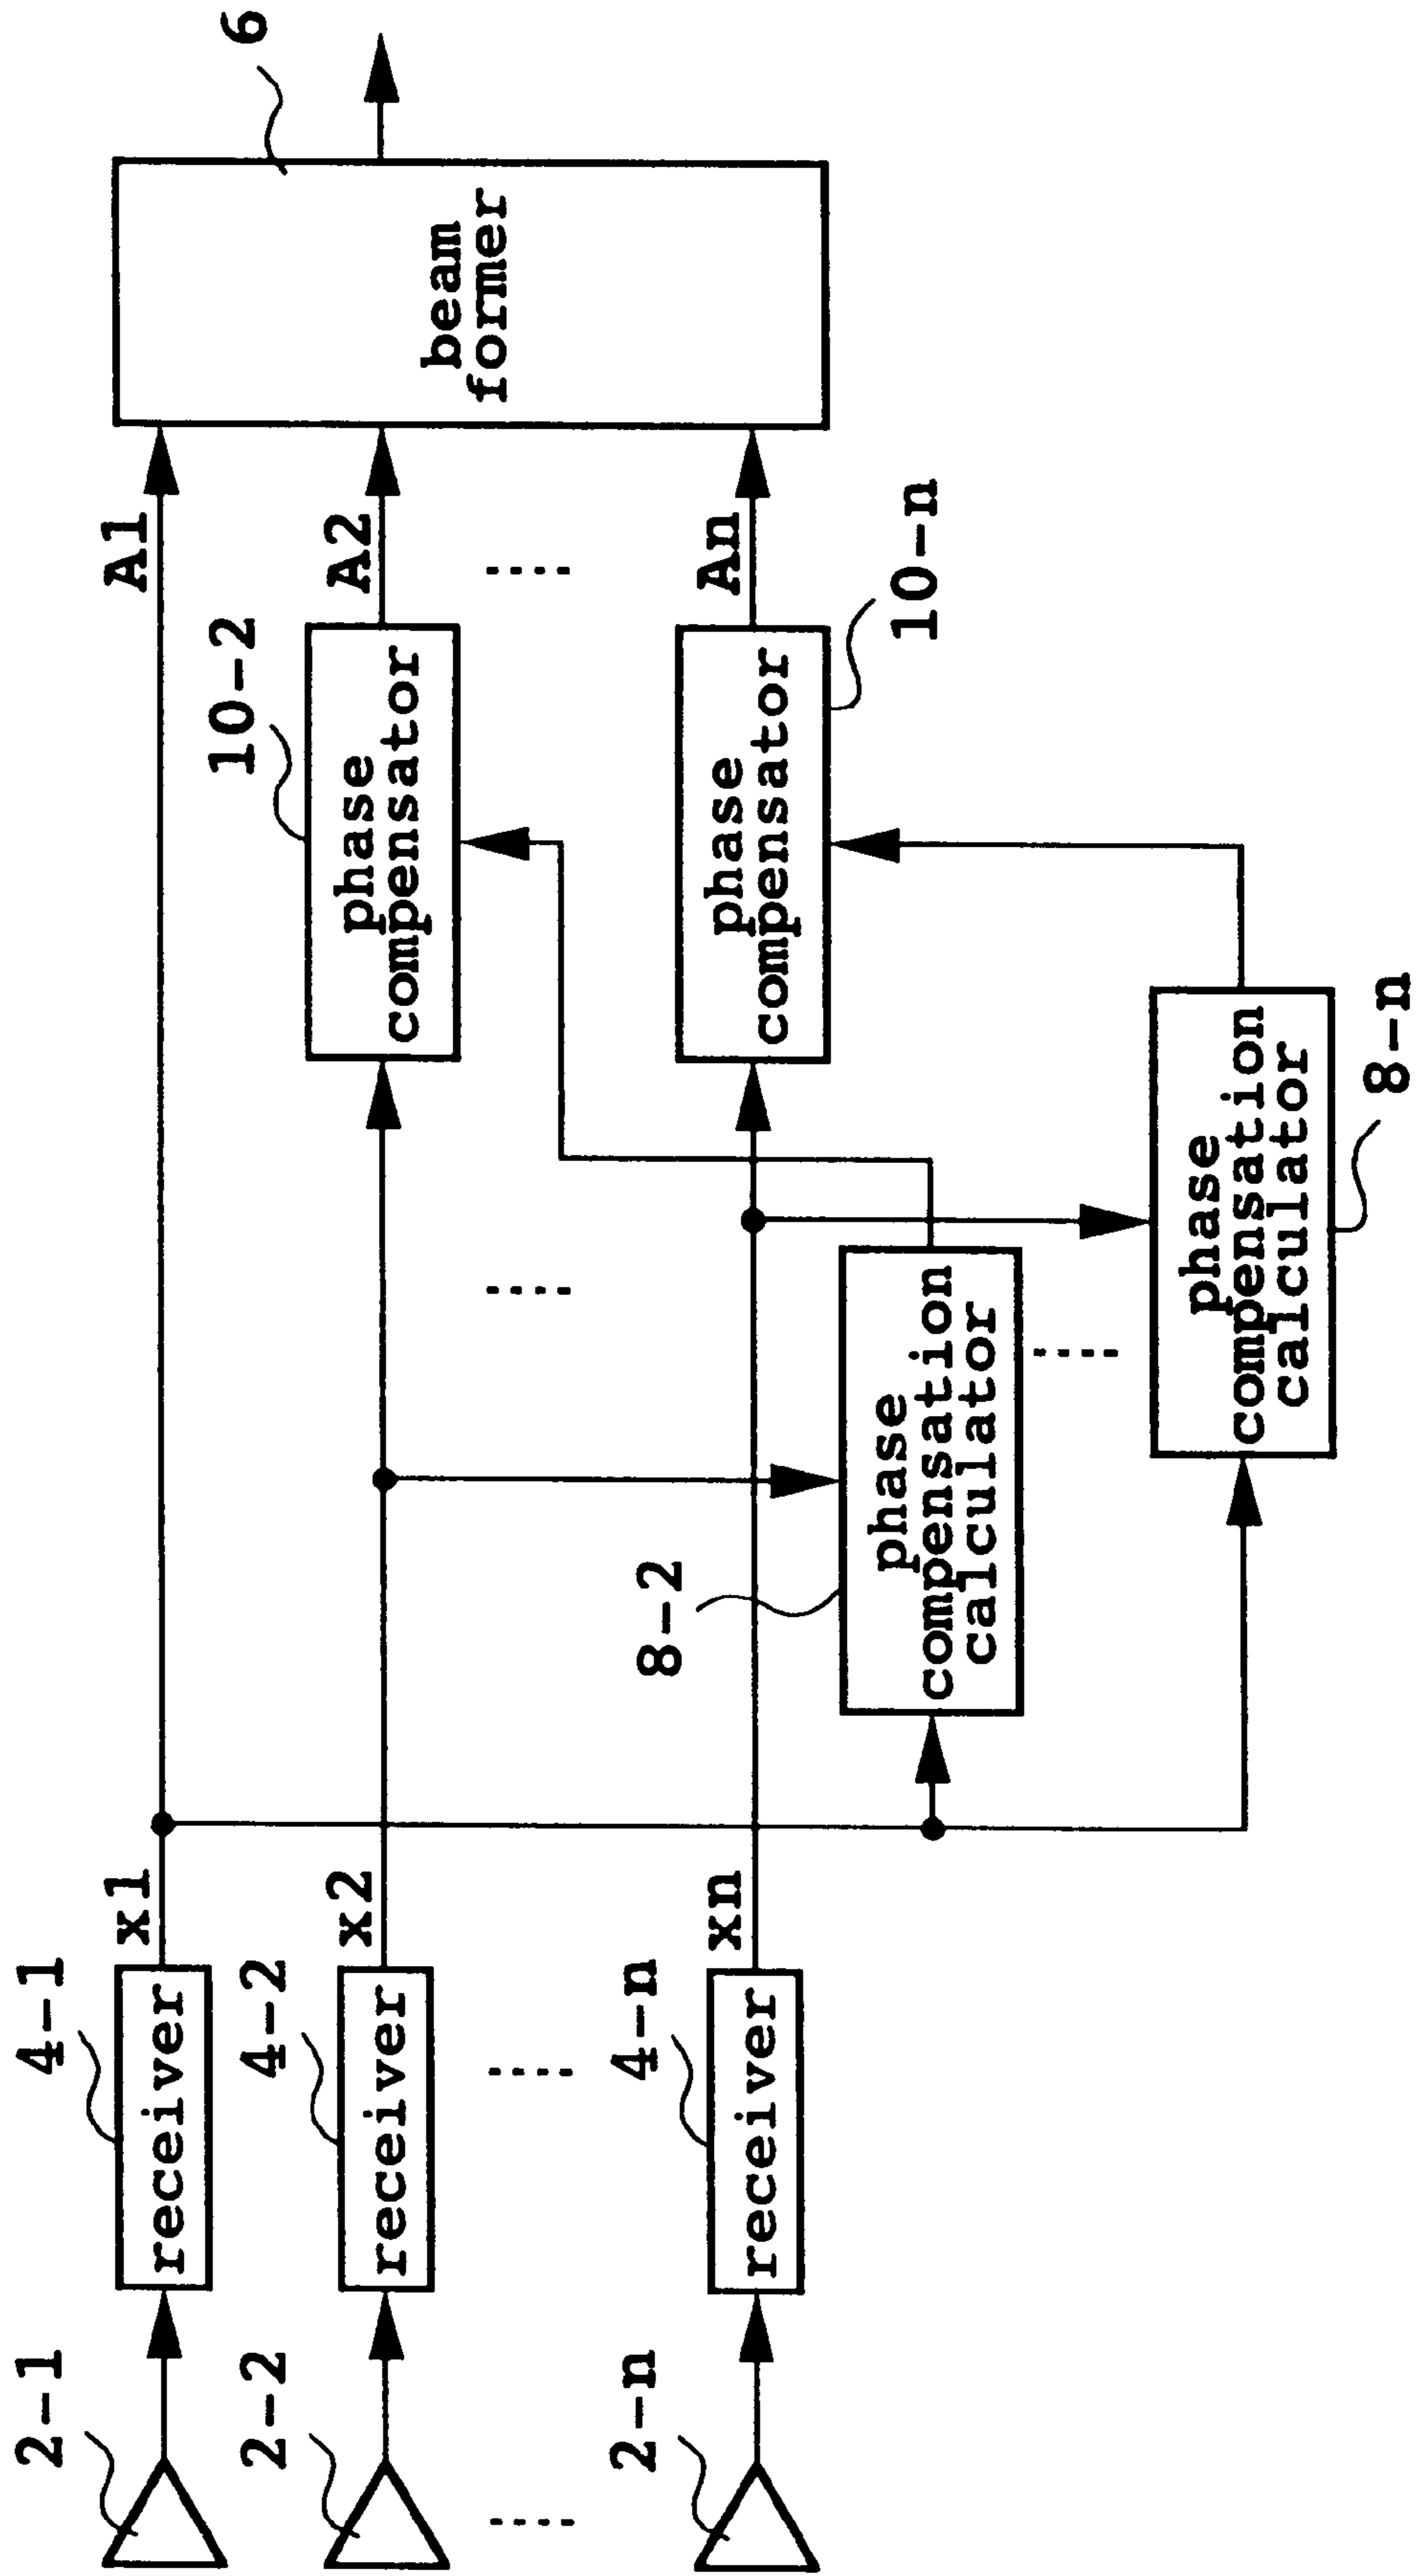 2-1
4-1
receiver
x1
A1
2-2
4-2
receiver
x2
10-2
phase
compensator
A2
beam
former
6
2-n
4-n
receiver
xn
phase
compensator
An
10-n
8-2
phase
compensation
calculator
phase
compensation
calculator
8-n